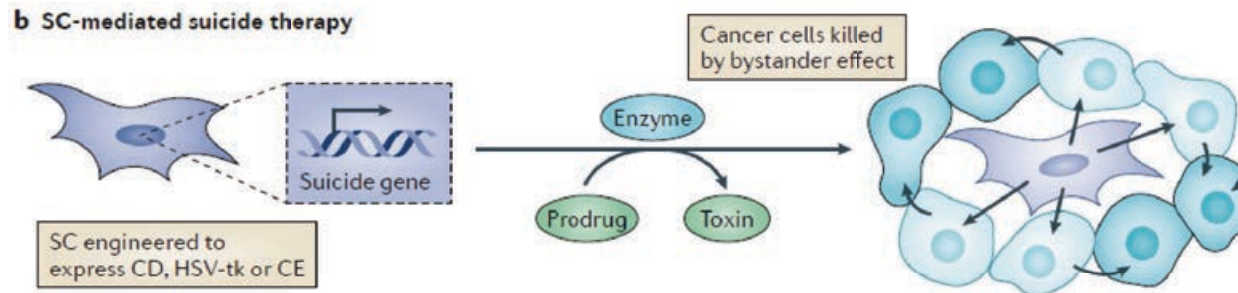 b SC-mediated suicide therapy
Cancer cells killed
by bystander effect
Enzyme
Suicide gene
Prodrug
Toxin
SC engineered to
express CD, HSV-tk or CE